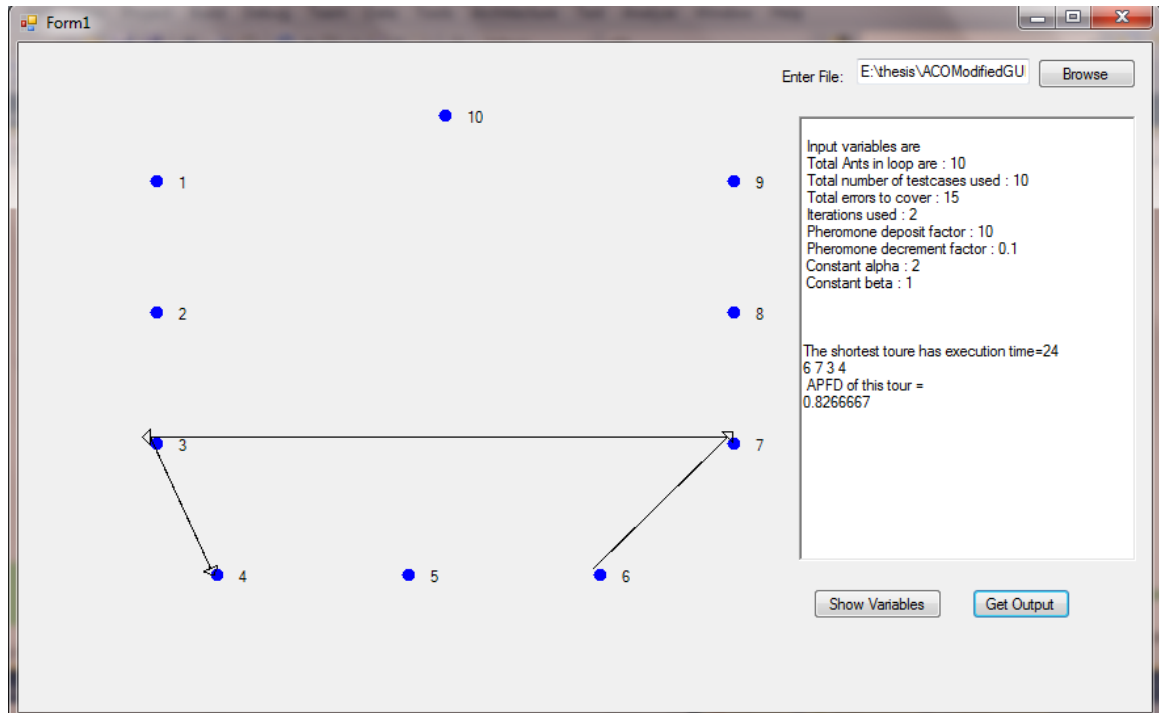 Form1
Enter File:
E:\thesis\ACOModifiedGU
Browse
10
1
9
2
8
3
7
4
5
6
Input variables are
Total Ants in loop are : 10
Total number of testcases used : 10
Total errors to cover : 15
Iterations used : 2
Pheromone deposit factor : 10
Pheromone decrement factor : 0.1
Constant alpha : 2
Constant beta : 1
The shortest toure has execution time=24
6 7 3 4
APFD of this tour =
0.8266667
Show Variables
Get Output